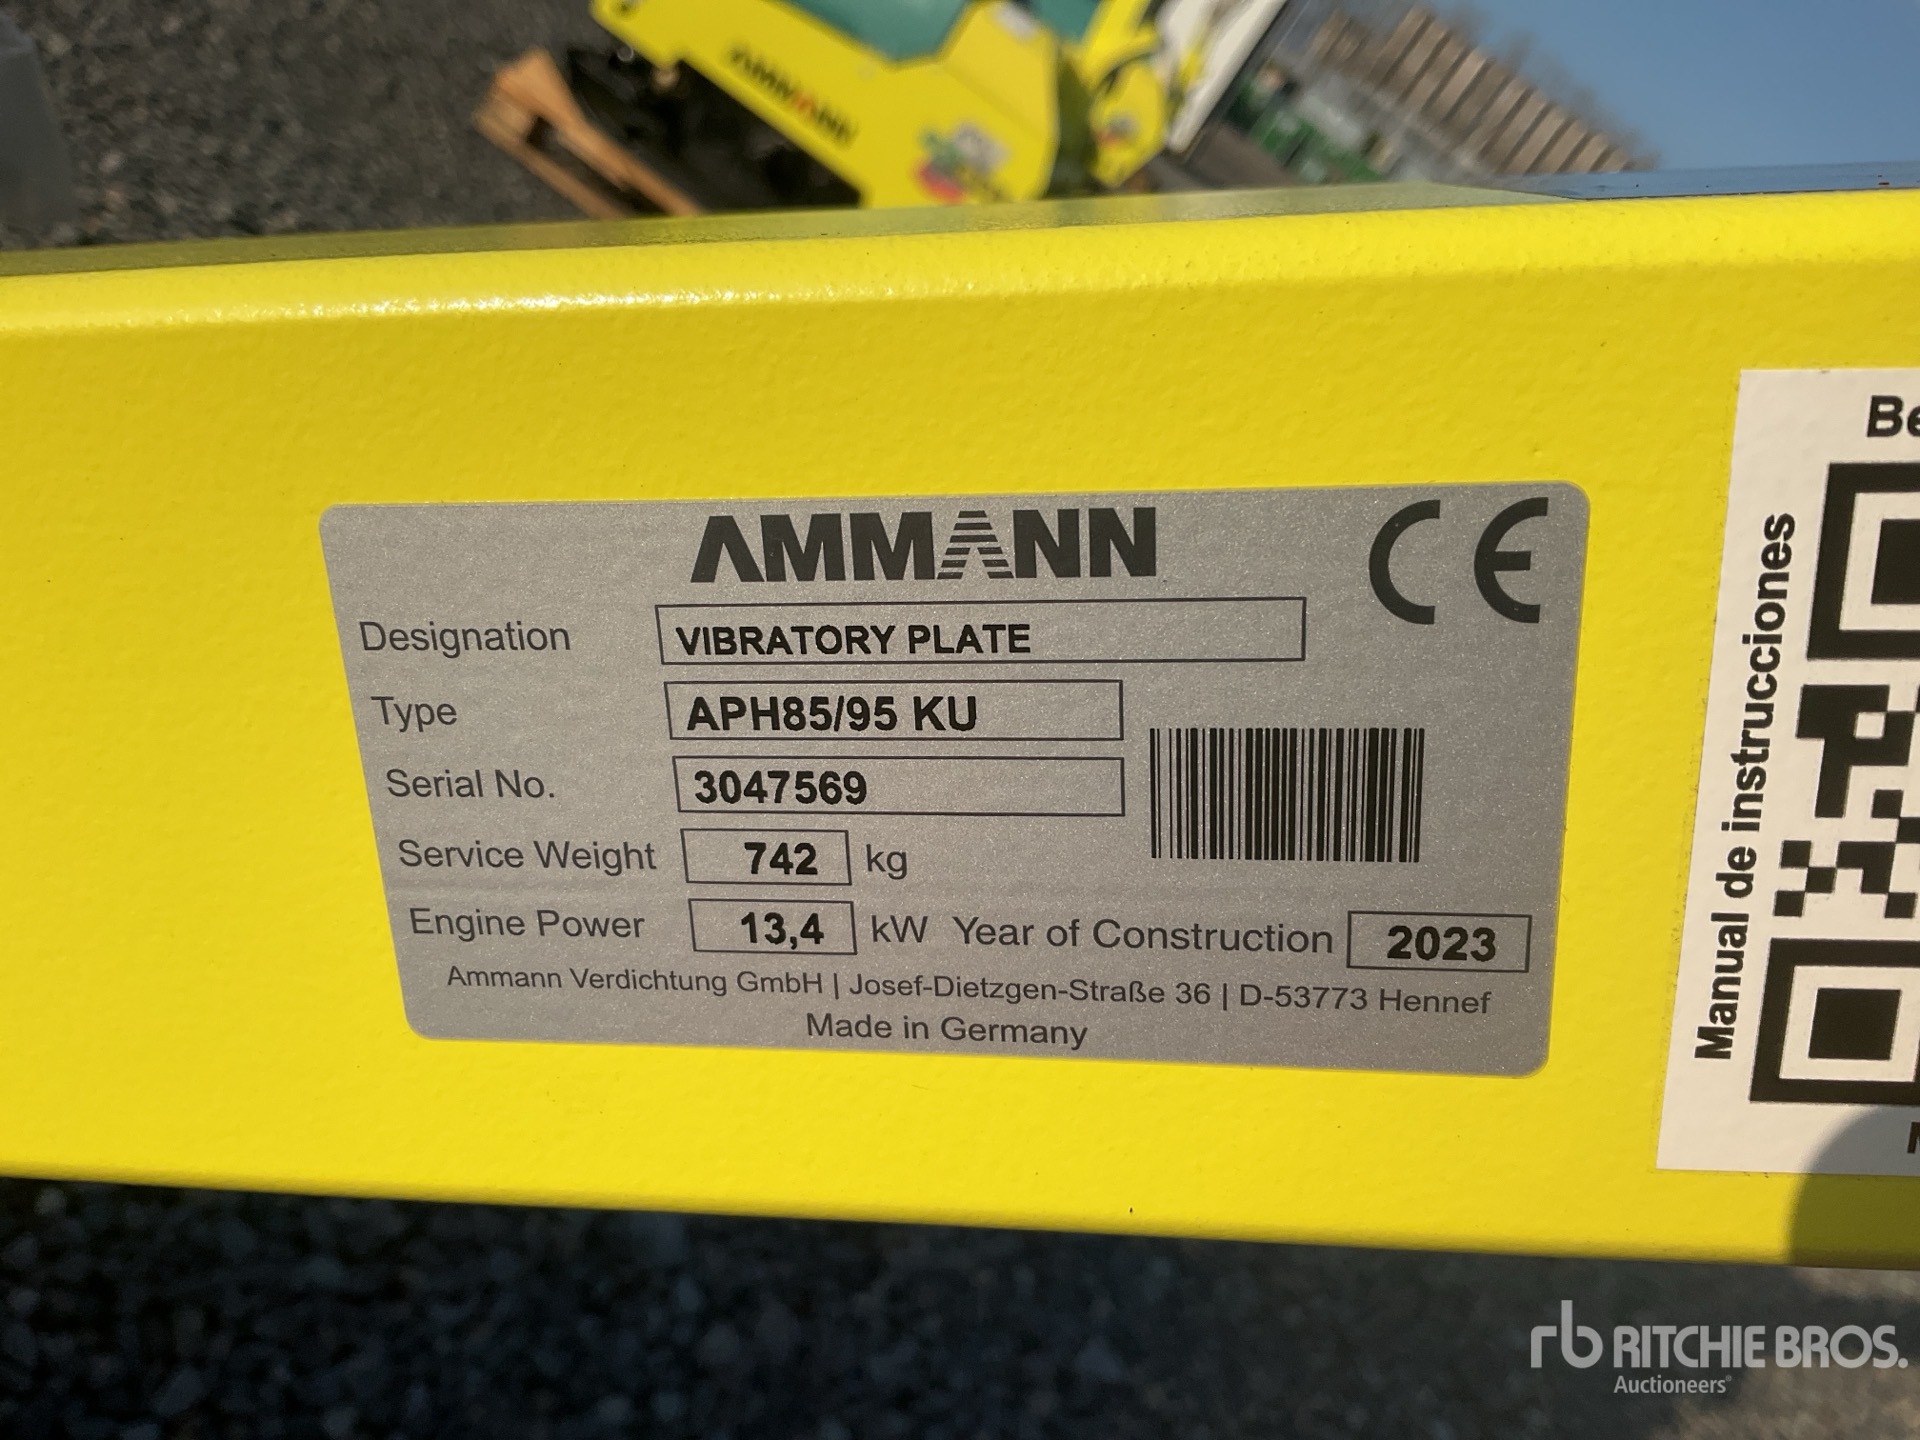 AMMANN
AMMANN
CE
Designation VIBRATORY PLATE
Type APH85/95 KU
Serial No. 3047569
Service Weight 742 kg
Engine Power 13,4 kW Year of Construction 2023
Ammann Verdichtung GmbH | Josef-Dietzgen-Straße 36 | D-53773 Hennef
Made in Germany
Manual de instrucciones
rb RITCHIE BROS.
Auctioneers